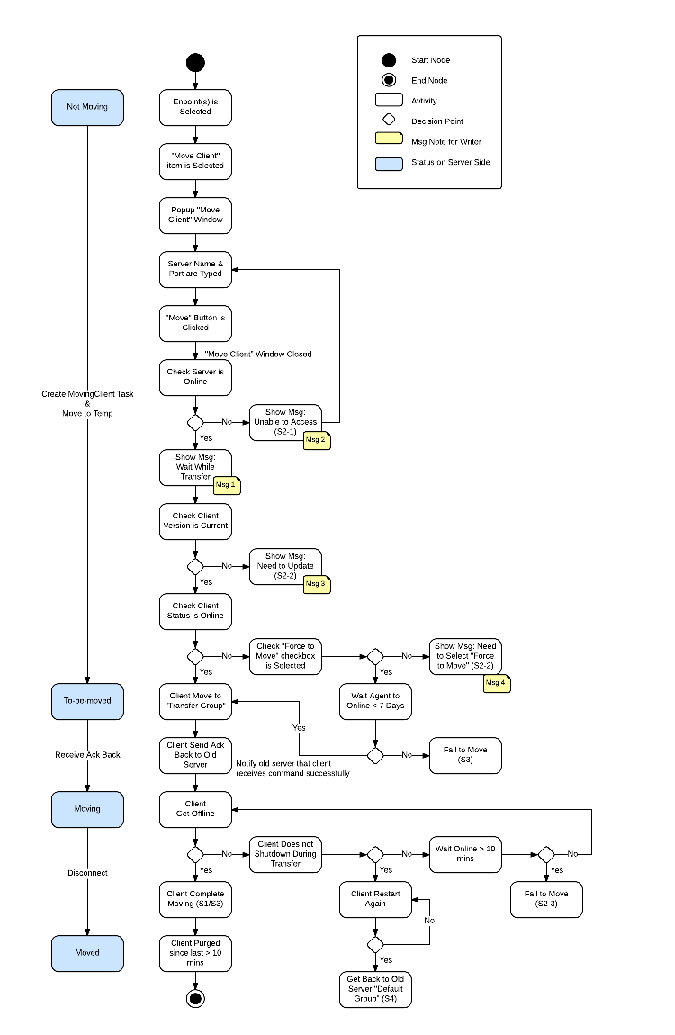 Start Node
End Node
Activity
Decision Point
Msg Note for Writer
Status on Server Side
Not Moving
Enpoint(s) is
Selected
"Move Client"
item is Selected
Popup "Move
Client" Window
Server Name &
Port are Typed
"Move" Button is
Clicked
"Move Client" Window Closed
Check Server is
Online
Create MovingClient Task
&
Move to Temp
No
Show Msg:
Unable to Access
(S2-1)
Msg 2
Yes
Show Msg:
Wait While
Transfer
Msg 1
Check Client
Version is Current
No
Show Msg:
Need to Update
(S2-2)
Msg 3
Yes
Check Client
Status is Online
No
Check "Force to
Move" checkbox
is Selected
No
Show Msg: Need
to Select "Force
to Move" (S2-2)
Msg 4
Yes
Yes
To-be-moved
Client Move to
"Transfer Group"
Wait Agent to
Online < 7 Days
Yes
Receive Ack Back
Client Send Ack
Back to Old
Server
No
Fail to Move
(S3)
Notify old server that client
receives command successfully
Moving
Client
Got Offline
No
Client Does not
Shutdown During
Transfer
No
Wait Online > 10
mins
No
Disconnect
Yes
Yes
Yes
Client Complete
Moving (S1/S3)
Client Restart
Again
Fail to Move
(S2-3)
No
Moved
Client Purged
since last > 10
mins
Yes
Get Back to Old
Server "Default
Group" (S4)